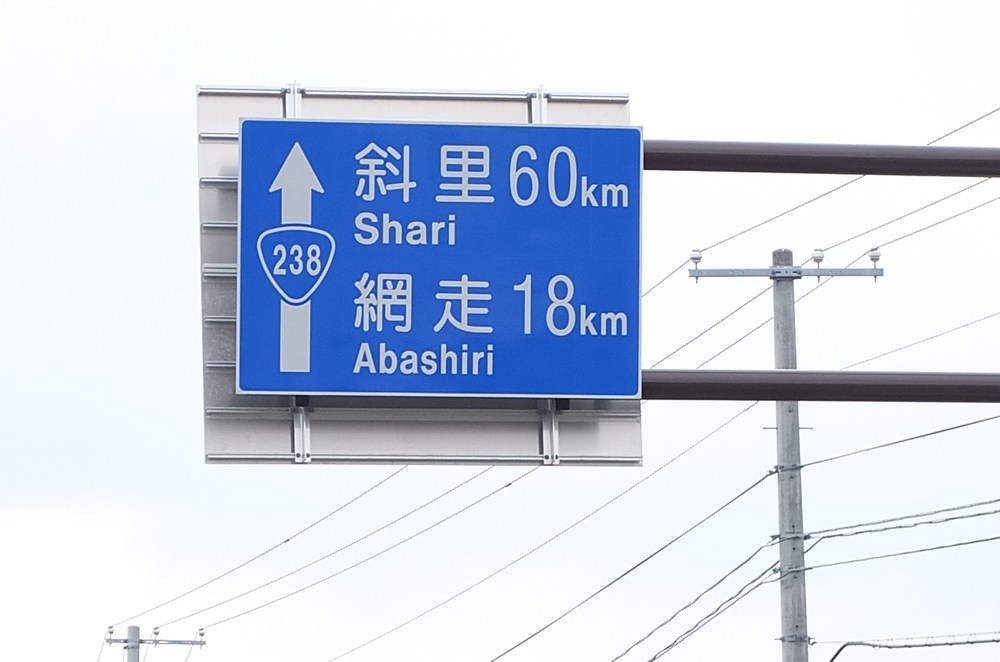 斜里 60km
Shari
238
網走 18km
Abashiri